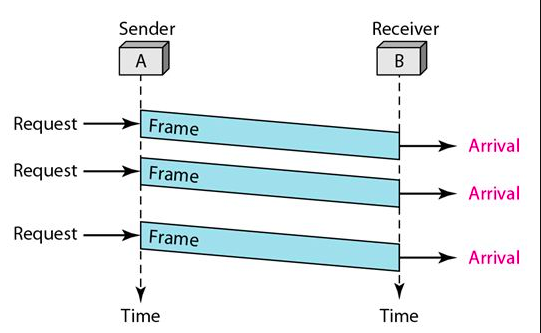 Sender Receiver
A B
Request Frame
Arrival
Request Frame
Arrival
Request Frame
Arrival
Time Time